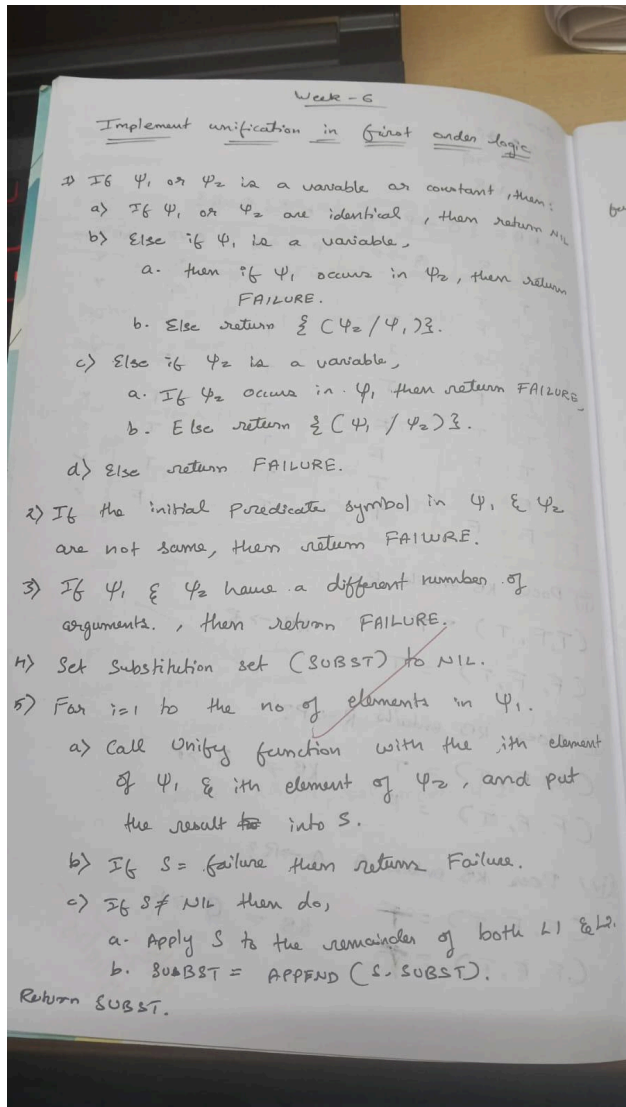 Week - 6
Implement unification in first order logic
1) If Ψ1 or Ψ2 is a variable or constant, then:
a) If Ψ1 or Ψ2 are identical, then return NIL
b) Else if Ψ1 is a variable,
a. then if Ψ1 occurs in Ψ2, then return
FAILURE.
b. Else return { (Ψ2 / Ψ1)}.
c) Else if Ψ2 is a variable,
a. If Ψ2 occurs in Ψ1 then return FAILURE,
b. Else return { (Ψ1 / Ψ2)}.
d) Else return FAILURE.
2) If the initial Predicate symbol in Ψ1 & Ψ2
are not same, then return FAILURE.
3) If Ψ1 & Ψ2 have a different number of
arguments., then return FAILURE.
4) Set Substitution set (SUBST) to NIL.
5) For i=1 to the no of elements in Ψ1.
a) Call Unify function with the ith element
of Ψ1 & ith element of Ψ2, and put
the result into S.
b) If S = failure then returns Failure.
c) If S ≠ NIL then do,
a. Apply S to the remainder of both L1 & L2.
b. SUBST = APPEND (S, SUBST).
Return SUBST.